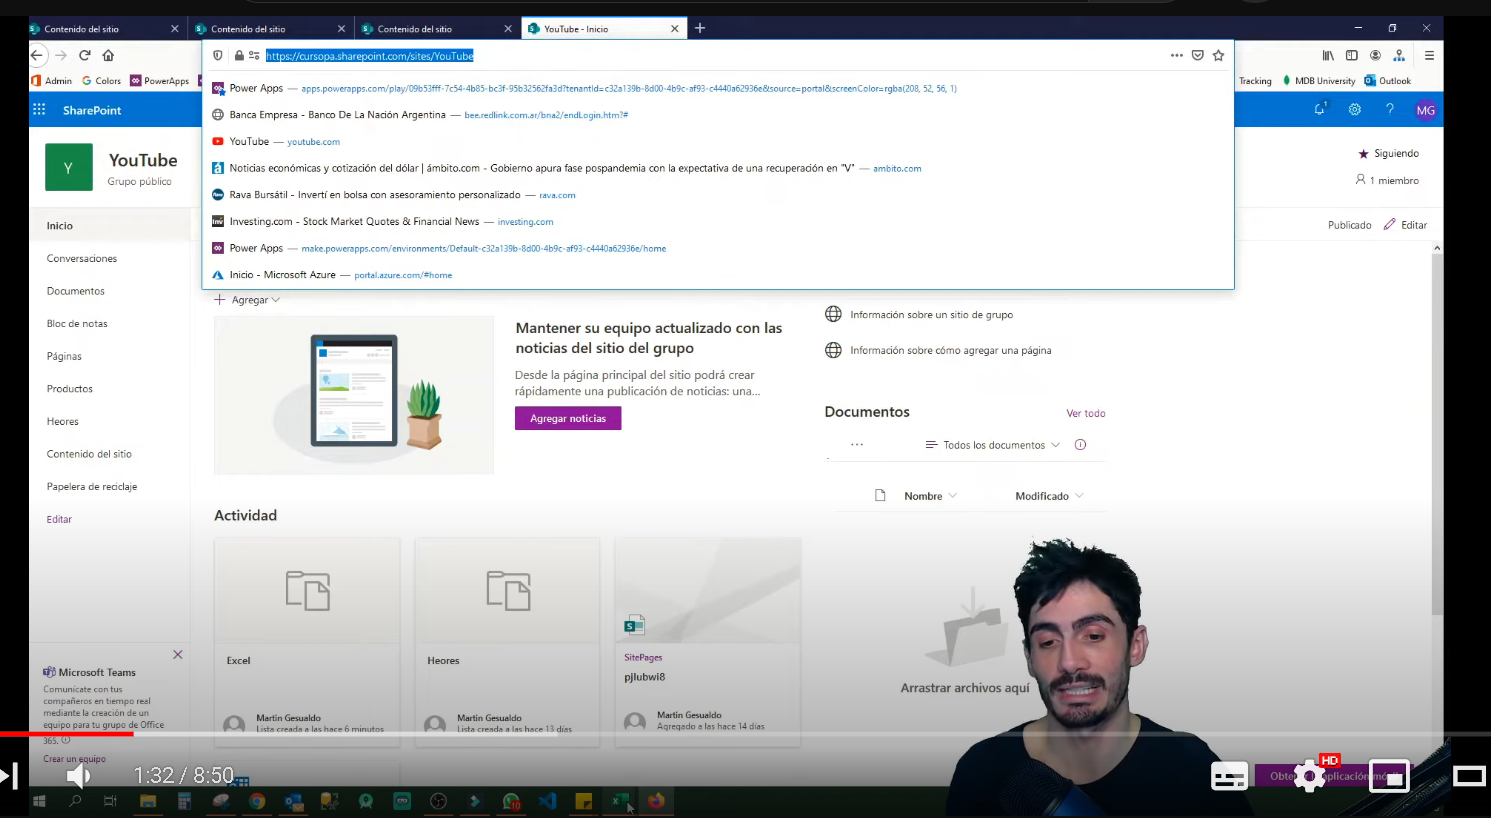 Contenido del sitio
Contenido del sitio
Contenido del sitio
YouTube - Inicio
https://cursopa.sharepoint.com/sites/YouTube
Admin
Colors
PowerApps
Tracking
MDB University
Outlook
Power Apps — apps.powerapps.com/play/09b53fff-7c54-4b85-bc3f-95b32562fa3d?tenantId=c32a139b-8d00-4b9c-af93-c4440a62936e&source=portal&screenColor=rgba(208, 52, 56, 1)
Banca Empresa - Banco De La Nación Argentina — bee.redlink.com.ar/bna2/endLogin.htm?#
YouTube — youtube.com
Noticias económicas y cotización del dólar | ámbito.com - Gobierno apura fase pospandemia con la expectativa de una recuperación en "V" — ambito.com
Rava Bursátil - Invertí en bolsa con asesoramiento personalizado — rava.com
Investing.com - Stock Market Quotes & Financial News — investing.com
Power Apps — make.powerapps.com/environments/Default-c32a139b-8d00-4b9c-af93-c4440a62936e/home
Inicio - Microsoft Azure — portal.azure.com/#home
SharePoint
1
?
MG
Y
YouTube
Grupo público
Siguiendo
1 miembro
Publicado
Editar
Inicio
Conversaciones
Documentos
Bloc de notas
Páginas
Productos
Heores
Contenido del sitio
Papelera de reciclaje
Editar
Agregar
Mantener su equipo actualizado con las
noticias del sitio del grupo
Desde la página principal del sitio podrá crear
rápidamente una publicación de noticias: una...
Agregar noticias
Información sobre un sitio de grupo
Información sobre cómo agregar una página
Documentos
Ver todo
Todos los documentos
Nombre
Modificado
Arrastrar archivos aquí
Actividad
Excel
Martin Gesualdo
Lista creada a las hace 6 minutos
Heores
Martin Gesualdo
Lista creada a las hace 13 días
SitePages
pjlubwi8
Martin Gesualdo
Agregado a las hace 14 días
Microsoft Teams
Comunícate con tus
compañeros en tiempo real
mediante la creación de un
equipo para tu grupo de Office
365.
Crear un equipo
1:32 / 8:50
HD